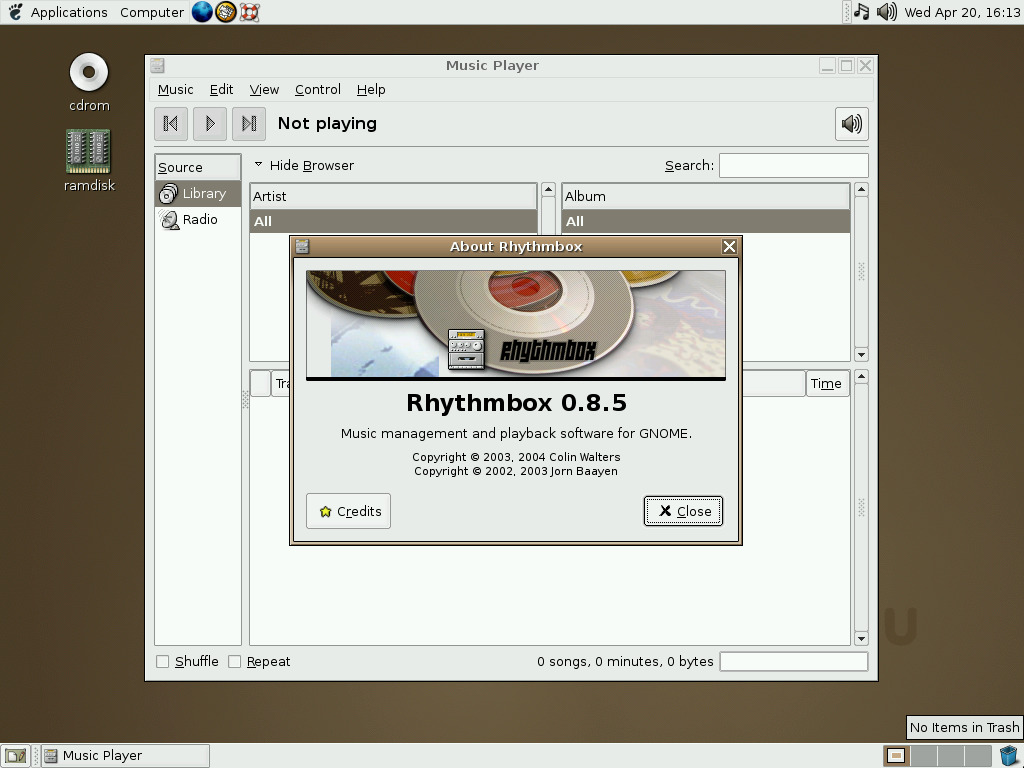 Applications Computer Wed Apr 20, 16:13
cdrom
ramdisk
Music Player
Music Edit View Control Help
Not playing
Source
Library
Radio
Hide Browser Search:
Artist Album
All All
About Rhythmbox
Rhythmbox
Time
Rhythmbox 0.8.5
Music management and playback software for GNOME.
Copyright © 2003, 2004 Colin Walters
Copyright © 2002, 2003 Jorn Baayen
Credits Close
U
Shuffle Repeat 0 songs, 0 minutes, 0 bytes
No Items in Trash
Music Player